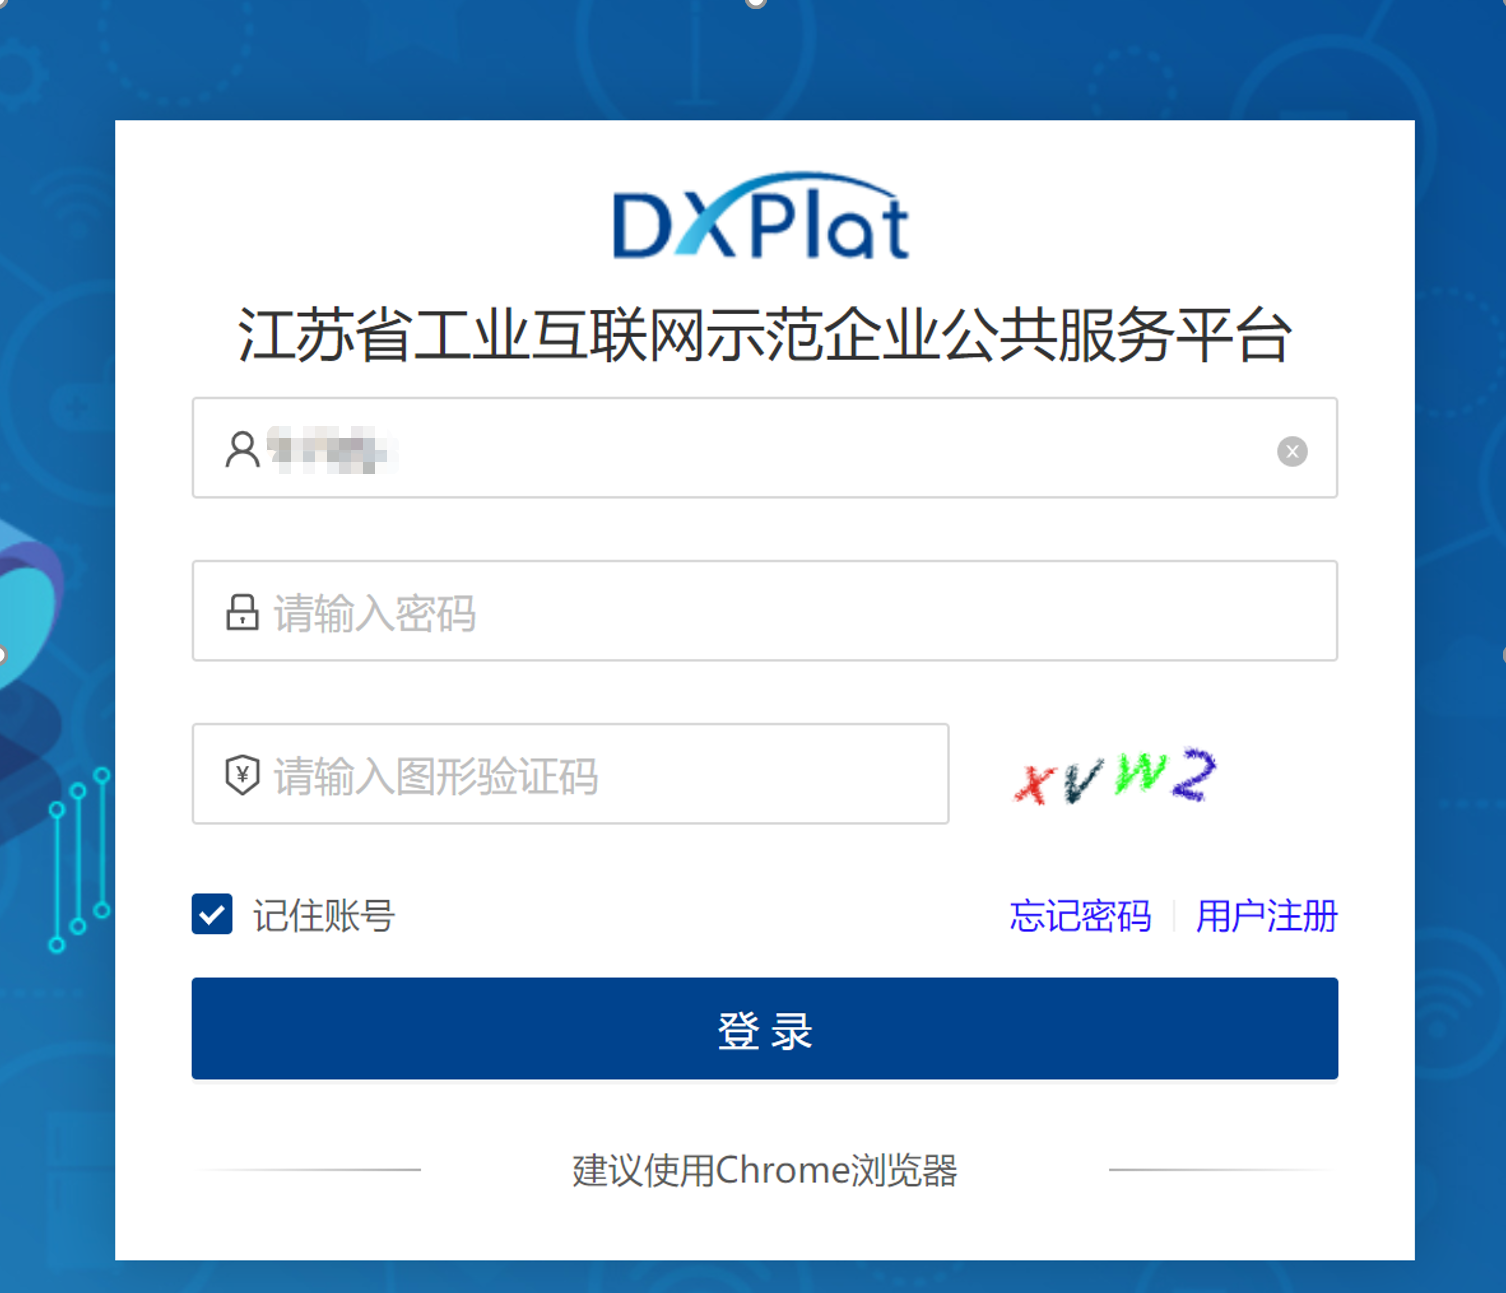 DXPlat
江苏省工业互联网示范企业公共服务平台
请输入密码
请输入图形验证码
xvw2
记住账号
忘记密码
用户注册
登录
建议使用Chrome浏览器